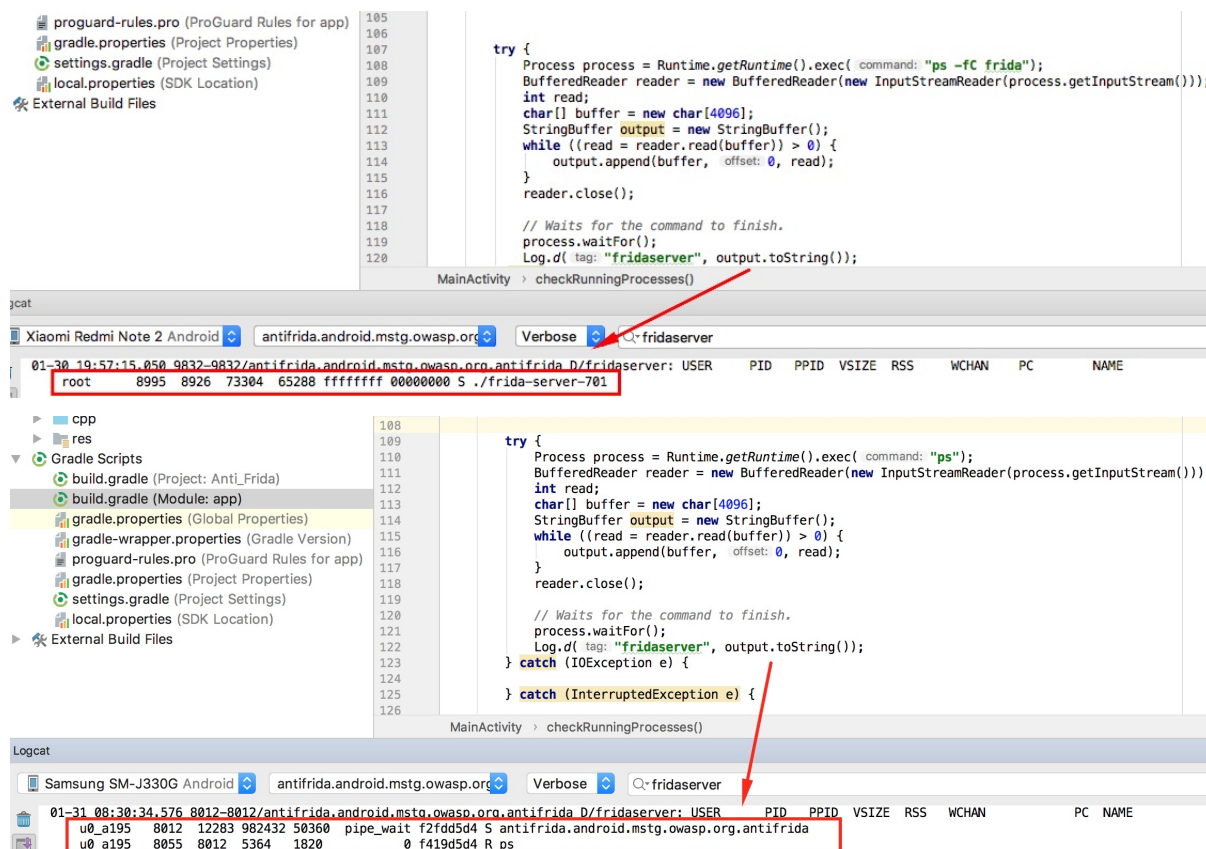 proguard-rules.pro (ProGuard Rules for app)
gradle.properties (Project Properties)
settings.gradle (Project Settings)
local.properties (SDK Location)
External Build Files
105
106
107 try {
108 Process process = Runtime.getRuntime().exec( command: "ps -fC frida");
109 BufferedReader reader = new BufferedReader(new InputStreamReader(process.getInputStream()));
110 int read;
111 char[] buffer = new char[4096];
112 StringBuffer output = new StringBuffer();
113 while ((read = reader.read(buffer)) > 0) {
114 output.append(buffer, offset: 0, read);
115 }
116 reader.close();
117
118 // Waits for the command to finish.
119 process.waitFor();
120 Log.d( tag: "fridaserver", output.toString());
MainActivity > checkRunningProcesses()
gcat
Xiaomi Redmi Note 2 Android antifrida.android.mstg.owasp.org Verbose fridaserver
01-30 19:57:15.050 9832-9832/antifrida.android.mstg.owasp.org.antifrida D/fridaserver: USER PID PPID VSIZE RSS WCHAN PC NAME
root 8995 8926 73304 65288 ffffffff 00000000 S ./frida-server-701
cpp
res
Gradle Scripts
build.gradle (Project: Anti_Frida)
build.gradle (Module: app)
gradle.properties (Global Properties)
gradle-wrapper.properties (Gradle Version)
proguard-rules.pro (ProGuard Rules for app)
gradle.properties (Project Properties)
settings.gradle (Project Settings)
local.properties (SDK Location)
External Build Files
108
109 try {
110 Process process = Runtime.getRuntime().exec( command: "ps");
111 BufferedReader reader = new BufferedReader(new InputStreamReader(process.getInputStream()))
112 int read;
113 char[] buffer = new char[4096];
114 StringBuffer output = new StringBuffer();
115 while ((read = reader.read(buffer)) > 0) {
116 output.append(buffer, offset: 0, read);
117 }
118 reader.close();
119
120 // Waits for the command to finish.
121 process.waitFor();
122 Log.d( tag: "fridaserver", output.toString());
123 } catch (IOException e) {
124
125 } catch (InterruptedException e) {
126
MainActivity > checkRunningProcesses()
Logcat
Samsung SM-J330G Android antifrida.android.mstg.owasp.org Verbose fridaserver
01-31 08:30:34.576 8012-8012/antifrida.android.mstg.owasp.org.antifrida D/fridaserver: USER PID PPID VSIZE RSS WCHAN PC NAME
u0_a195 8012 12283 982432 50360 pipe_wait f2fdd5d4 S antifrida.android.mstg.owasp.org.antifrida
u0_a195 8055 8012 5364 1820 0 f419d5d4 R ps